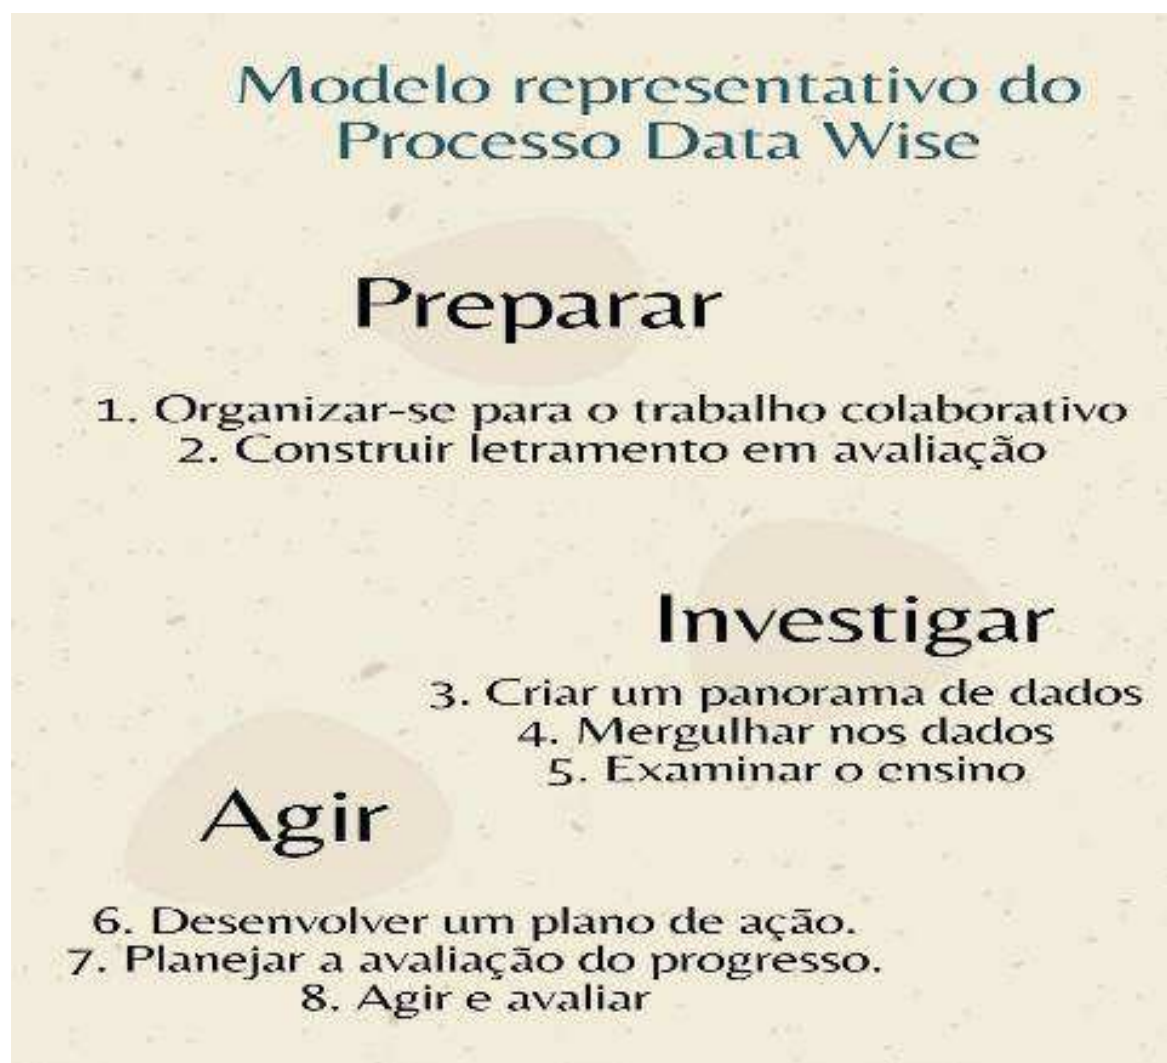 Modelo representativo do
Processo Data Wise
Preparar
1. Organizar-se para o trabalho colaborativo
2. Construir letramento em avaliação
Investigar
3. Criar um panorama de dados
4. Mergulhar nos dados
5. Examinar o ensino
Agir
6. Desenvolver um plano de ação.
7. Planejar a avaliação do progresso.
8. Agir e avaliar